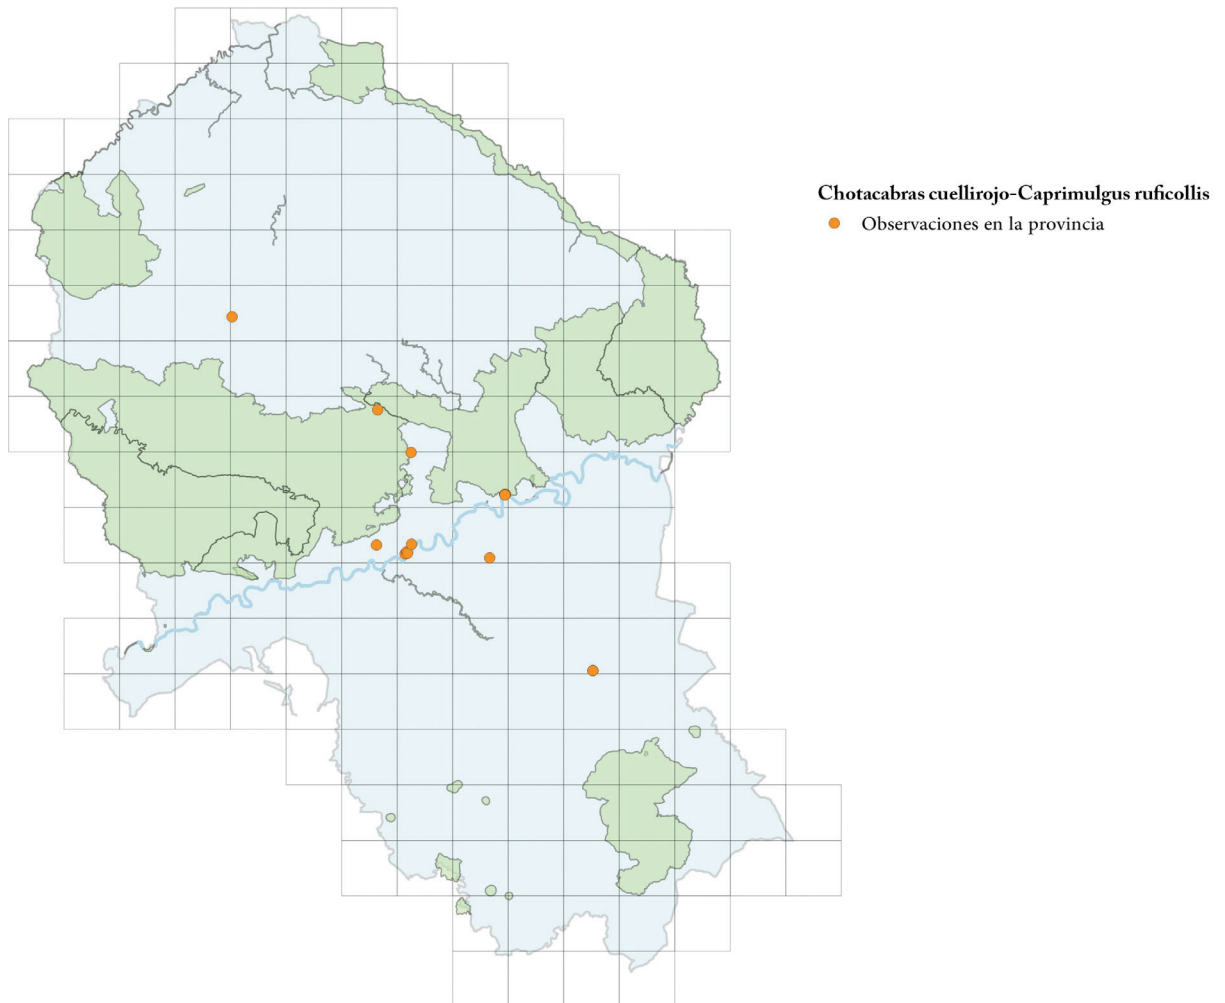 Chotacabras cuellirojo-Caprimulgus ruficollis
Observaciones en la provincia